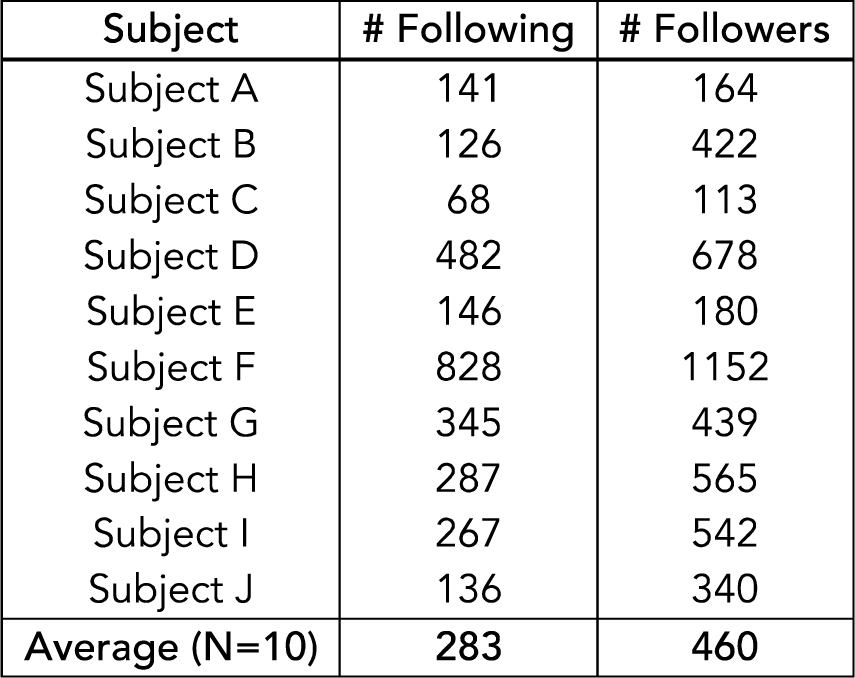 Subject # Following # Followers
Subject A 141 164
Subject B 126 422
Subject C 68 113
Subject D 482 678
Subject E 146 180
Subject F 828 1152
Subject G 345 439
Subject H 287 565
Subject I 267 542
Subject J 136 340
Average (N=10) 283 460